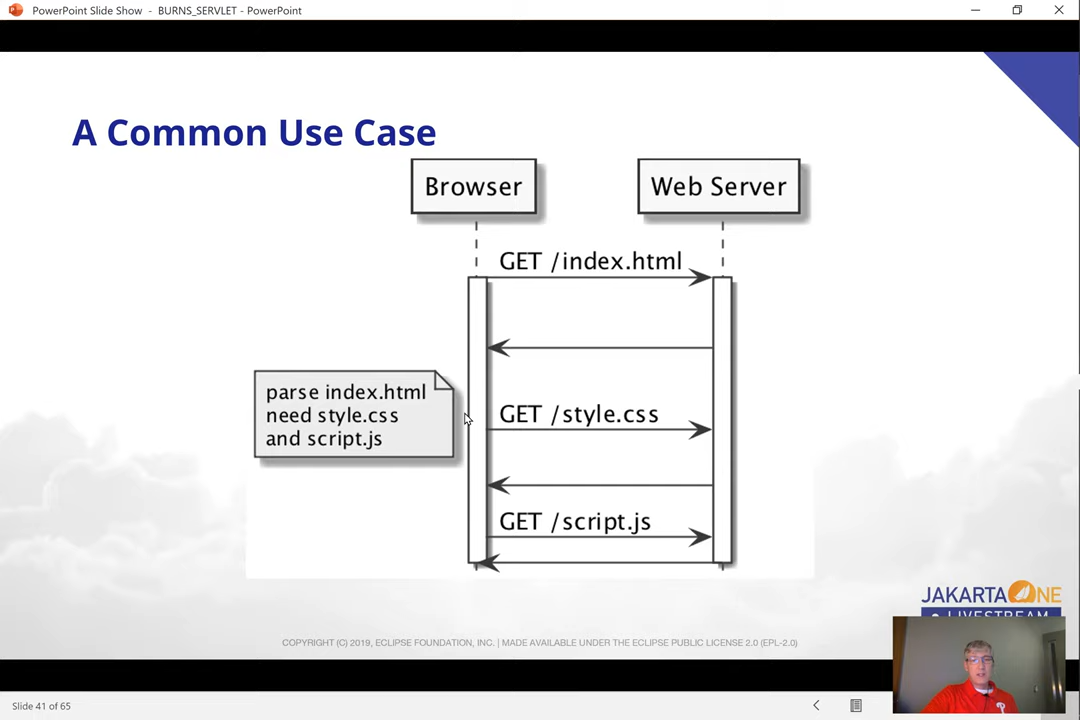 PowerPoint Slide Show - BURNS_SERVLET - PowerPoint
A Common Use Case
Browser
Web Server
GET /index.html
parse index.html
need style.css
and script.js
GET /style.css
GET /script.js
JAKARTA ONE
LIVESTREAM
COPYRIGHT (C) 2019, ECLIPSE FOUNDATION, INC. | MADE AVAILABLE UNDER THE ECLIPSE PUBLIC LICENSE 2.0 (EPL-2.0)
Slide 41 of 65